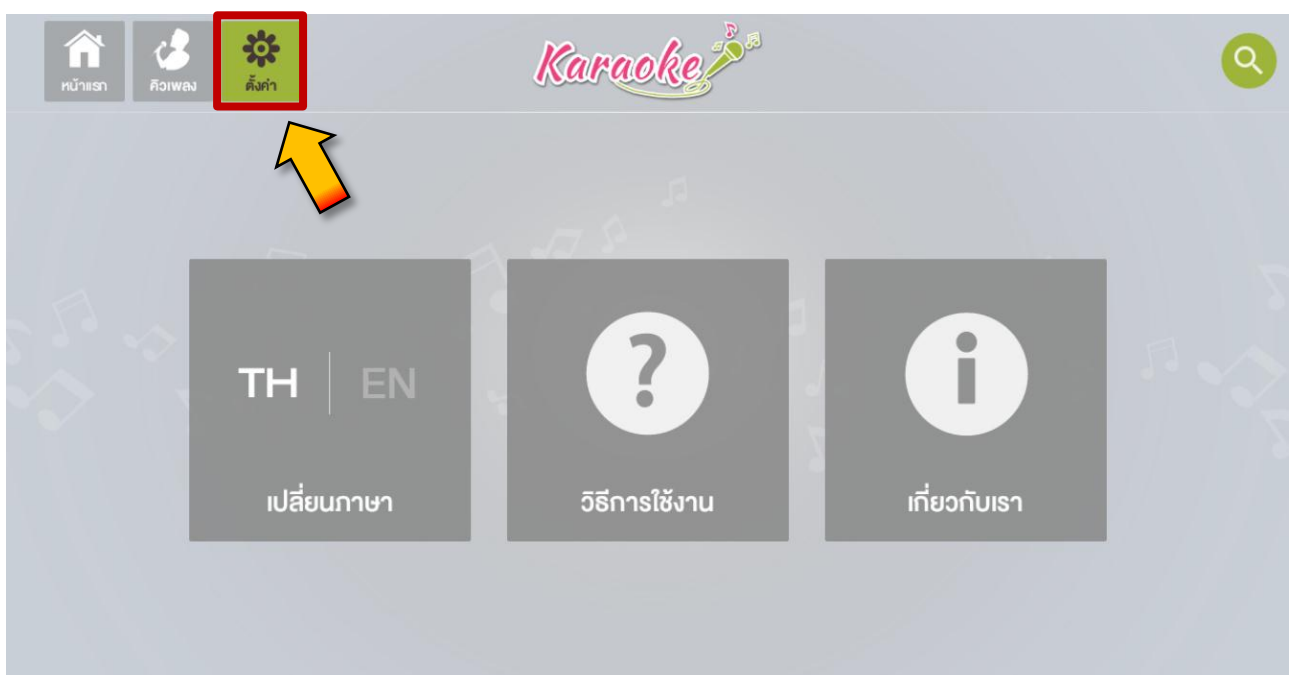 หน้าแรก
คิวเพลง
ตั้งค่า
Karaoke
TH | EN
?
i
เปลี่ยนภาษา
วิธีการใช้งาน
เกี่ยวกับเรา